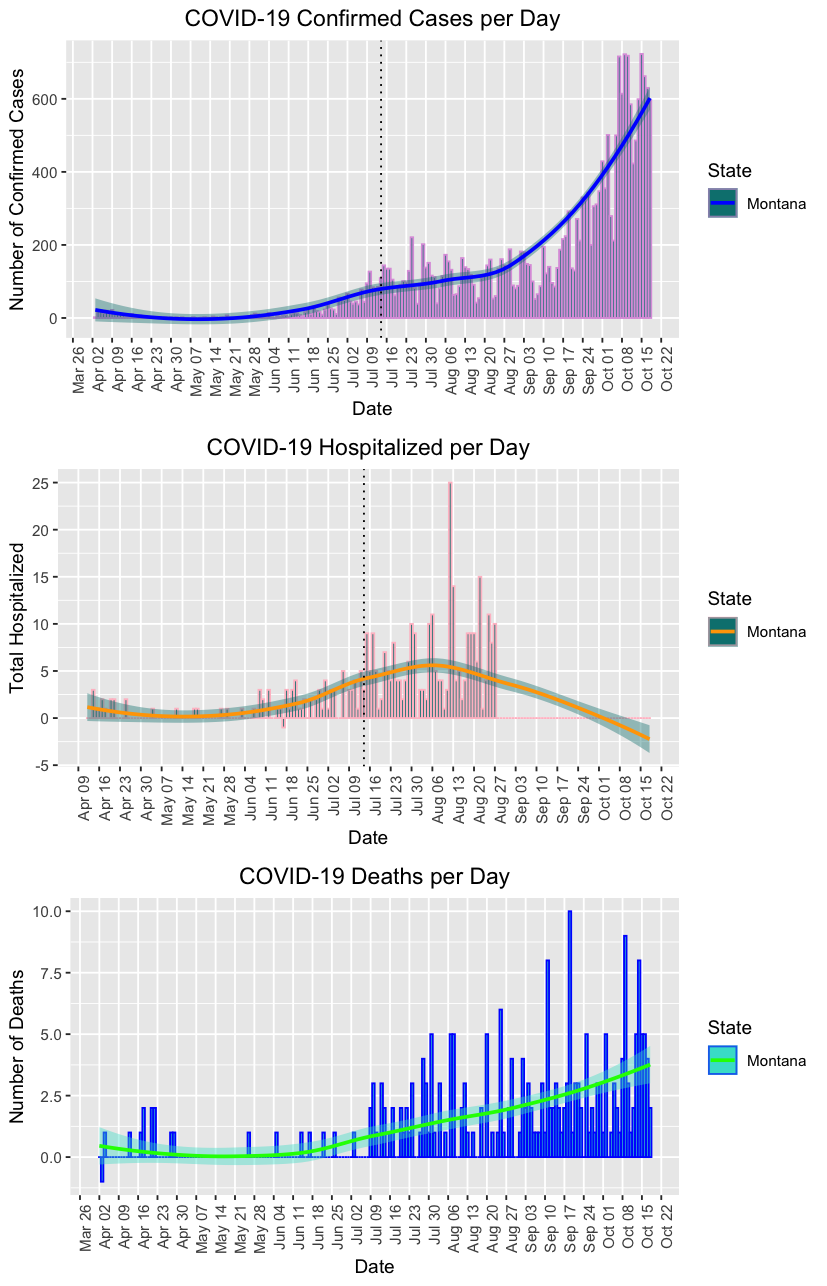 COVID-19 Confirmed Cases per Day
Number of Confirmed Cases
600
400
200
0
Mar 26
Apr 02
Apr 09
Apr 16
Apr 23
Apr 30
May 07
May 14
May 21
May 28
Jun 04
Jun 11
Jun 18
Jun 25
Jul 02
Jul 09
Jul 16
Jul 23
Jul 30
Aug 06
Aug 13
Aug 20
Aug 27
Sep 03
Sep 10
Sep 17
Sep 24
Oct 01
Oct 08
Oct 15
Oct 22
Date
State
Montana
COVID-19 Hospitalized per Day
Total Hospitalized
25
20
15
10
5
0
-5
Apr 09
Apr 16
Apr 23
Apr 30
May 07
May 14
May 21
May 28
Jun 04
Jun 11
Jun 18
Jun 25
Jul 02
Jul 09
Jul 16
Jul 23
Jul 30
Aug 06
Aug 13
Aug 20
Aug 27
Sep 03
Sep 10
Sep 17
Sep 24
Oct 01
Oct 08
Oct 15
Oct 22
Date
State
Montana
COVID-19 Deaths per Day
Number of Deaths
10.0
7.5
5.0
2.5
0.0
Mar 26
Apr 02
Apr 09
Apr 16
Apr 23
Apr 30
May 07
May 14
May 21
May 28
Jun 04
Jun 11
Jun 18
Jun 25
Jul 02
Jul 09
Jul 16
Jul 23
Jul 30
Aug 06
Aug 13
Aug 20
Aug 27
Sep 03
Sep 10
Sep 17
Sep 24
Oct 01
Oct 08
Oct 15
Oct 22
Date
State
Montana